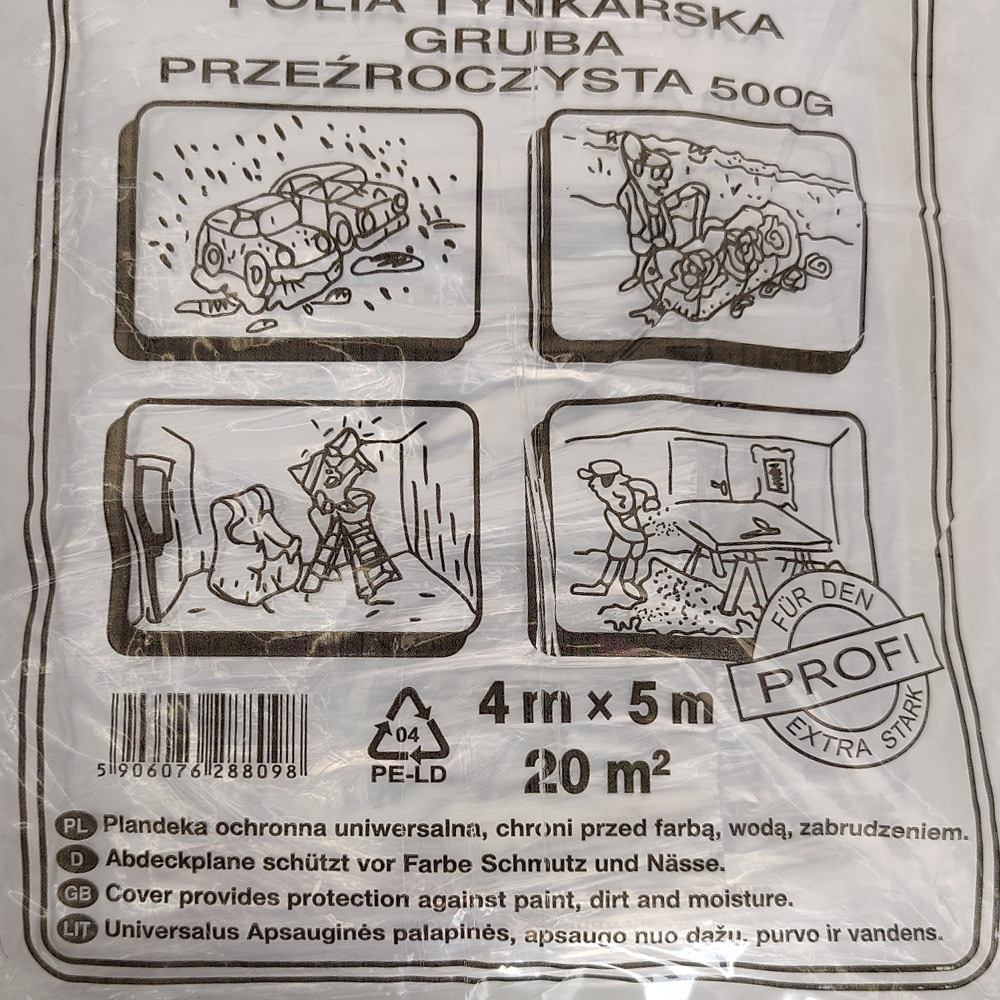 FOLIA TYNKARSKA
GRUBA
PRZEŹROCZYSTA 500G
FÜR DEN
PROFI
EXTRA STARK
5 906076 288098
04
PE-LD
4 m x 5 m
20 m²
PL Plandeka ochronna uniwersalna, chroni przed farbą, wodą, zabrudzeniem.
D Abdeckplane schützt vor Farbe Schmutz und Nässe.
GB Cover provides protection against paint, dirt and moisture.
LIT Universalus Apsauginės palapinės, apsaugo nuo dažų, purvo ir vandens.